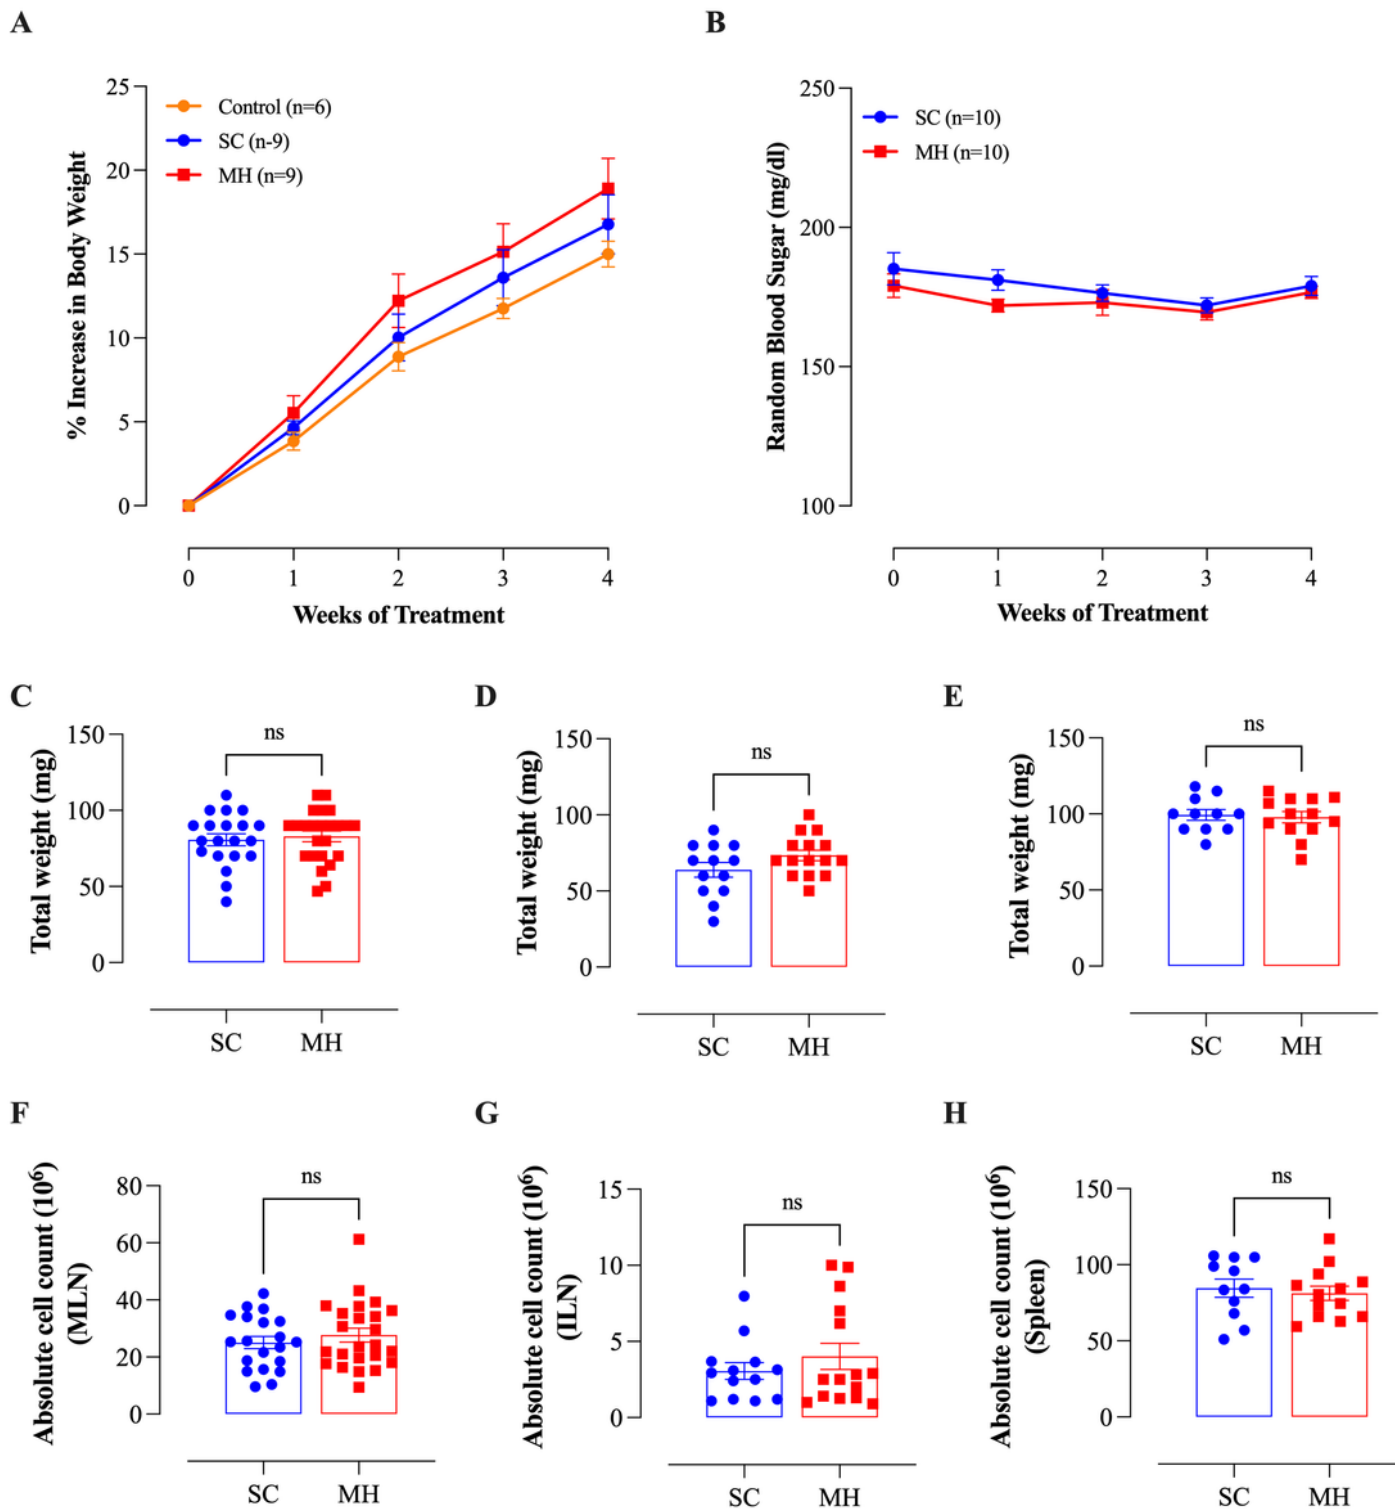 A
B
25
20
15
10
5
0
% Increase in Body Weight
Control (n=6)
SC (n-9)
MH (n=9)
0 1 2 3 4
Weeks of Treatment
250
200
150
100
Random Blood Sugar (mg/dl)
SC (n=10)
MH (n=10)
0 1 2 3 4
Weeks of Treatment
C
D
E
150
100
50
0
Total weight (mg)
ns
SC MH
150
100
50
0
Total weight (mg)
ns
SC MH
150
100
50
0
Total weight (mg)
ns
SC MH
F
G
H
80
60
40
20
0
Absolute cell count (10⁶)
(MLN)
ns
SC MH
15
10
5
0
Absolute cell count (10⁶)
(ILN)
ns
SC MH
150
100
50
0
Absolute cell count (10⁶)
(Spleen)
ns
SC MH